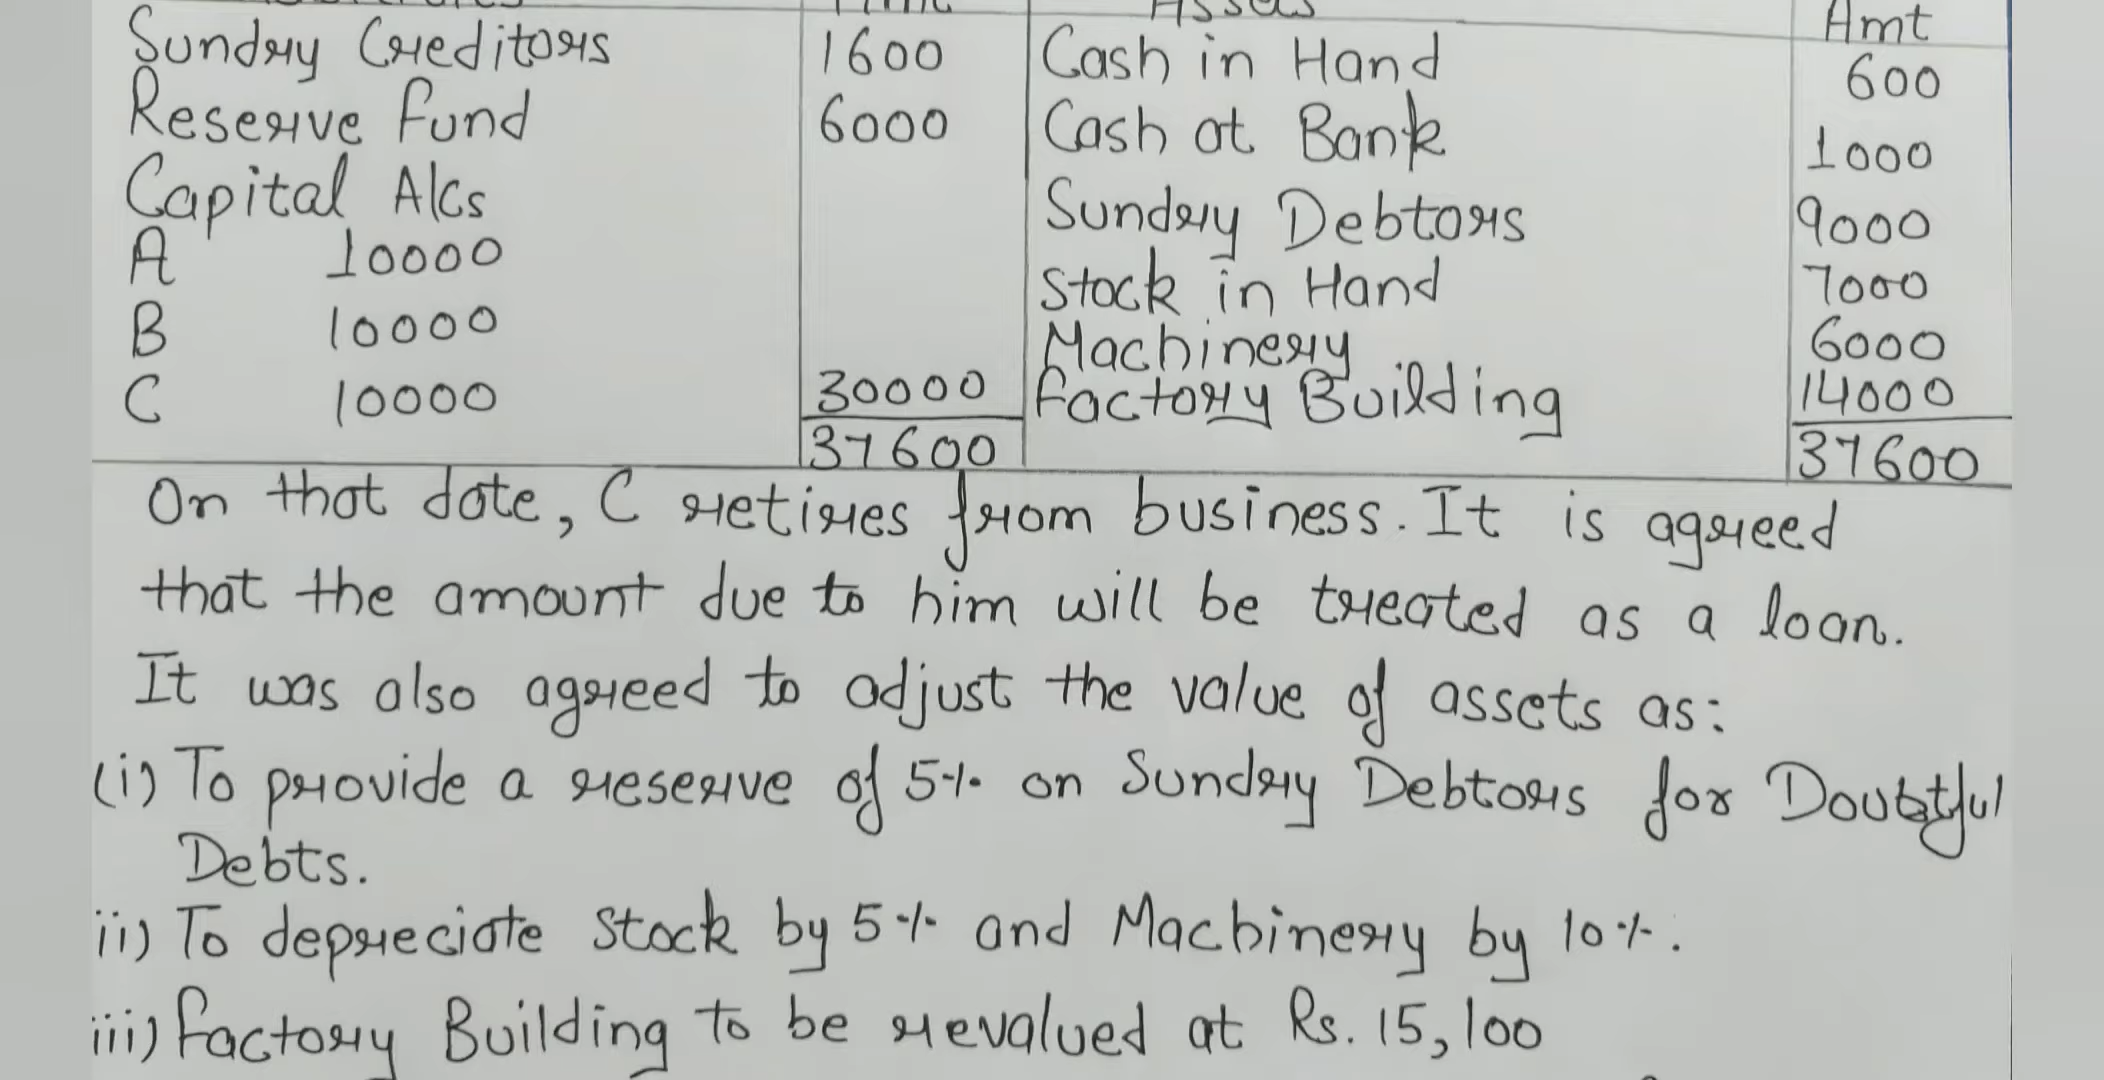 Assets Amt
Sundry Creditors 1600 Cash in Hand 600
Reserve Fund 6000 Cash at Bank 1000
Capital A/cs Sundry Debtors 9000
A 10000 Stock in Hand 7000
B 10000 Machinery 6000
C 10000 30000 Factory Building 14000
37600 37600
On that date, C retires from business. It is agreed
that the amount due to him will be treated as a loan.
It was also agreed to adjust the value of assets as:
(i) To provide a reserve of 5% on Sundry Debtors for Doubtful
Debts.
ii) To depreciate Stock by 5% and Machinery by 10%.
iii) Factory Building to be revalued at Rs. 15,100